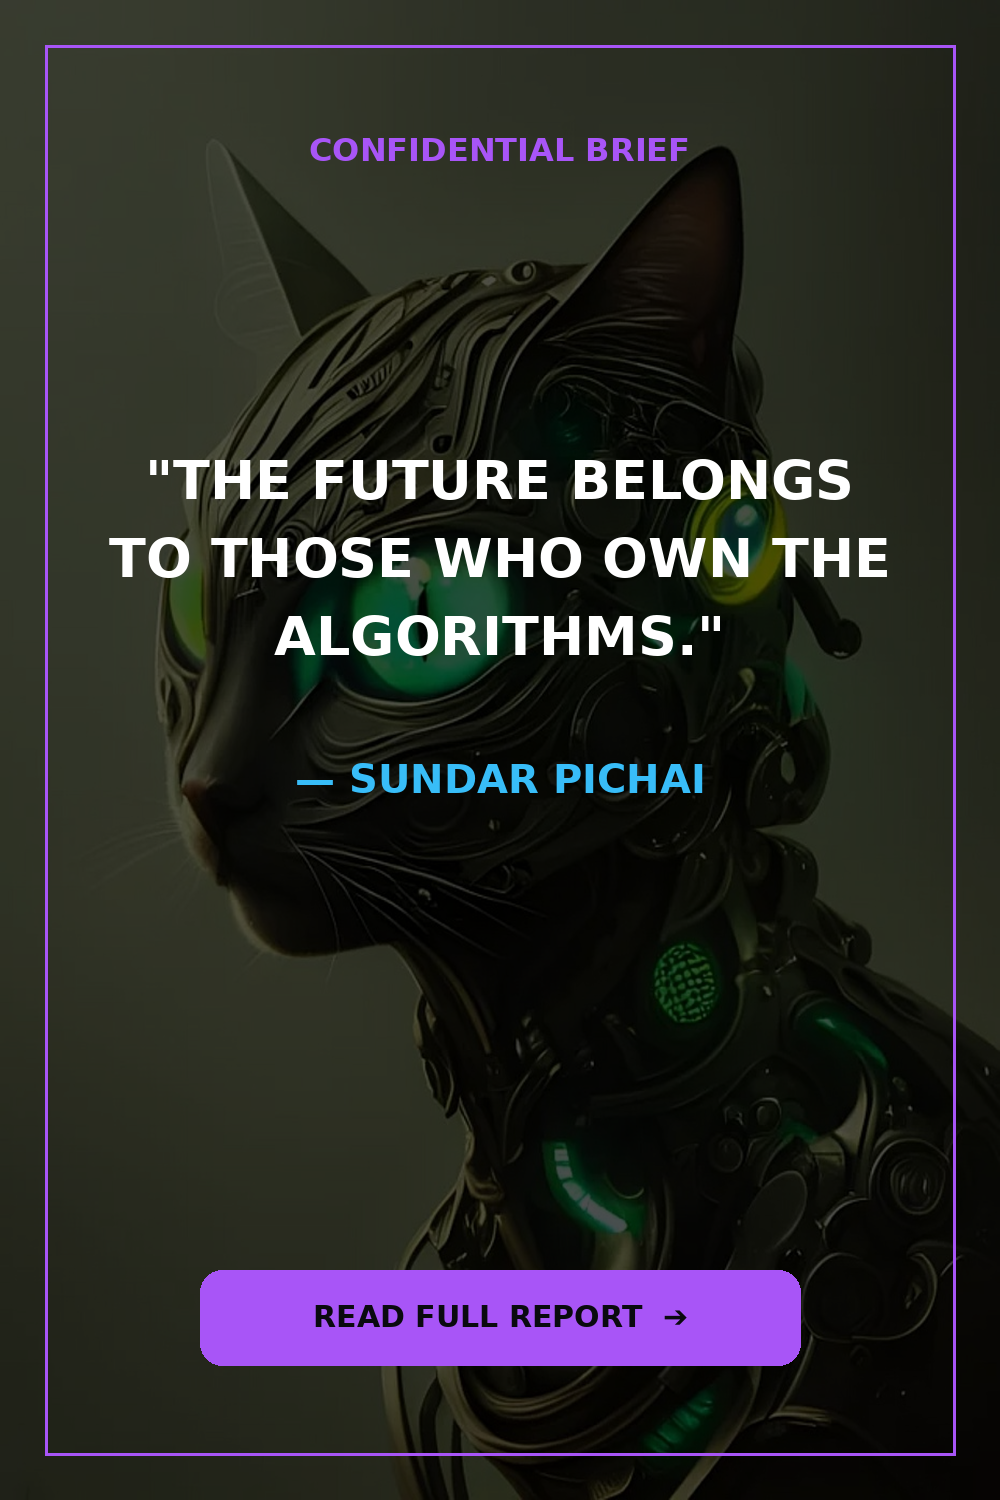 CONFIDENTIAL BRIEF
"THE FUTURE BELONGS
TO THOSE WHO OWN THE
ALGORITHMS."
— SUNDAR PICHAI
READ FULL REPORT ➔